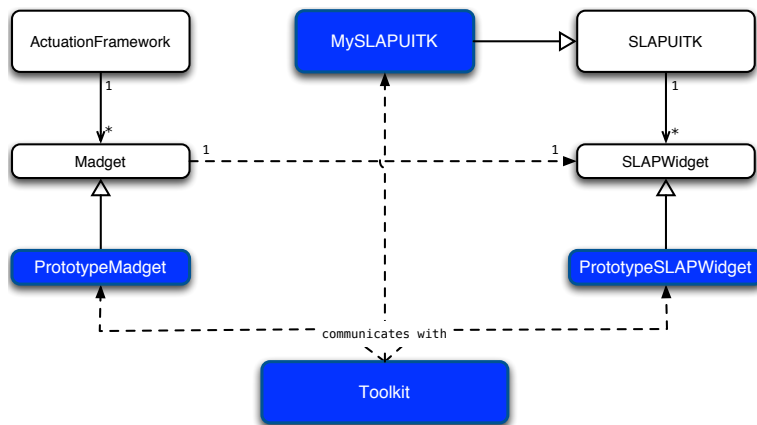 ActuationFramework
MySLAPUITK
SLAPUITK
1
1
*
*
Madget
1
1
SLAPWidget
PrototypeMadget
PrototypeSLAPWidget
communicates with
Toolkit